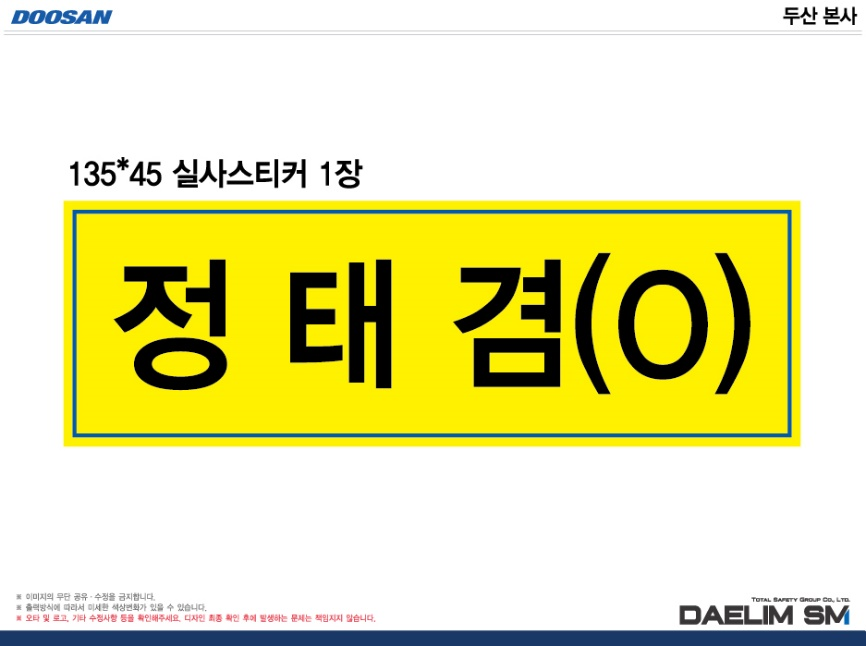 DOOSAN
두산 본사
135*45 실사스티커 1장
정 태 겸(O)
※ 이미지의 무단 공유 · 수정을 금지합니다.
※ 출력방식에 따라서 미세한 색상변화가 있을 수 있습니다.
※ 오타 및 로고, 기타 수정사항 등을 확인해주세요. 디자인 최종 확인 후에 발생하는 문제는 책임지지 않습니다.
TOTAL SAFETY GROUP CO., LTD.
DAELIM SM